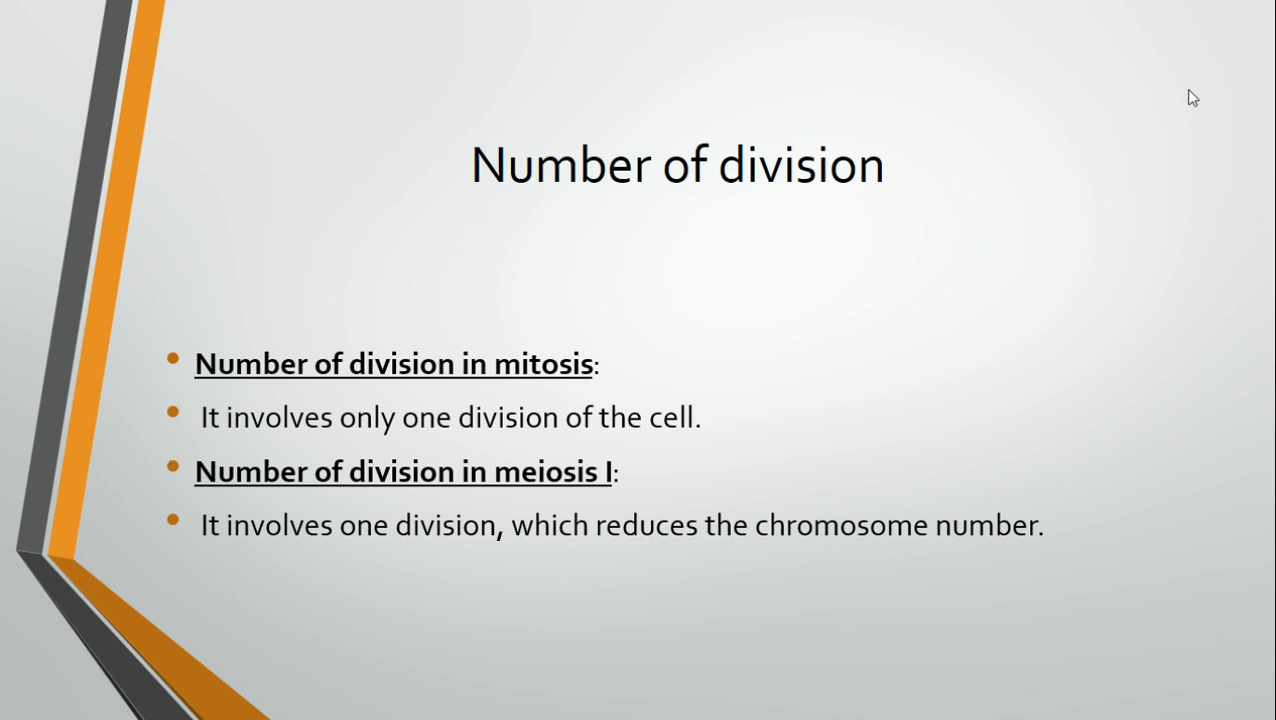 Number of division
Number of division in mitosis:
It involves only one division of the cell.
Number of division in meiosis I:
It involves one division, which reduces the chromosome number.